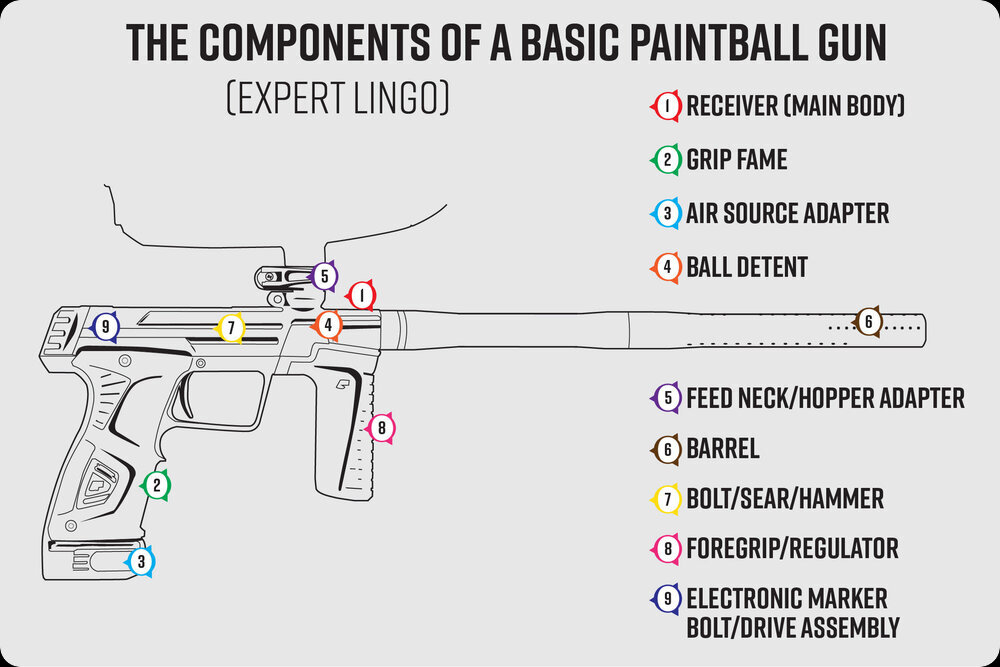 THE COMPONENTS OF A BASIC PAINTBALL GUN
(EXPERT LINGO)
1 RECEIVER (MAIN BODY)
2 GRIP FAME
3 AIR SOURCE ADAPTER
4 BALL DETENT
5
1
9
7
4
6
5 FEED NECK/HOPPER ADAPTER
8
6 BARREL
2
7 BOLT/SEAR/HAMMER
8 FOREGRIP/REGULATOR
3
9 ELECTRONIC MARKER
BOLT/DRIVE ASSEMBLY